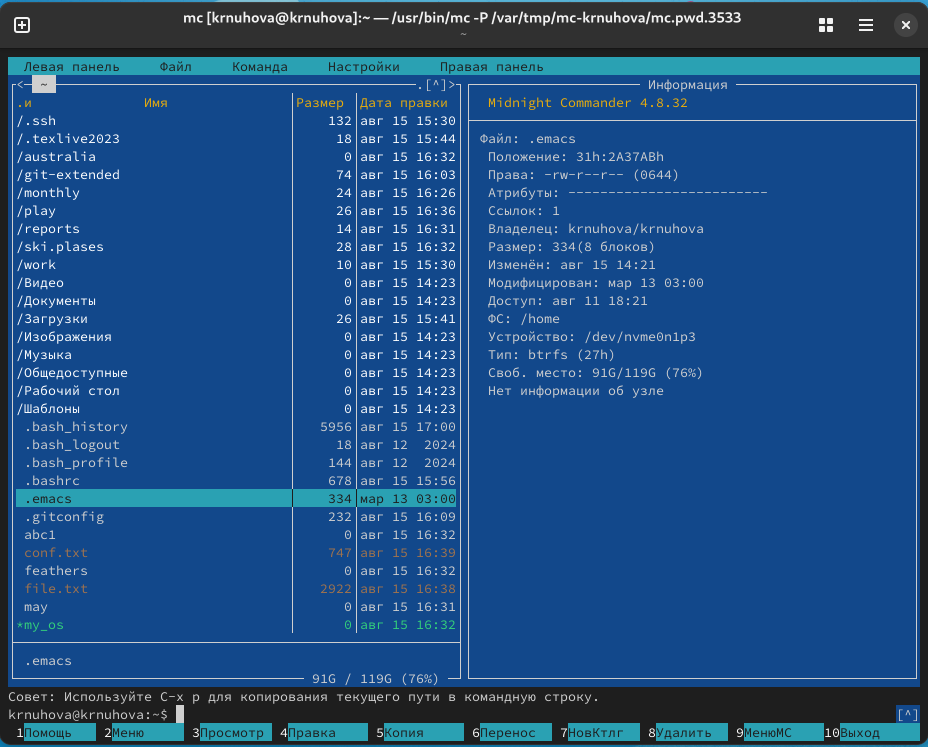 mc [krnuhova@krnuhova]:~ — /usr/bin/mc -P /var/tmp/mc-krnuhova/mc.pwd.3533
~
Левая панель Файл Команда Настройки Правая панель
<─ ~ .[^]>
.и Имя Размер Дата правки
/.ssh 132 авг 15 15:30
/.texlive2023 18 авг 15 15:44
/australia 0 авг 15 16:32
/git-extended 74 авг 15 16:03
/monthly 24 авг 15 16:26
/play 26 авг 15 16:36
/reports 14 авг 15 16:31
/ski.plases 28 авг 15 16:32
/work 10 авг 15 15:30
/Видео 0 авг 15 14:23
/Документы 0 авг 15 14:23
/Загрузки 26 авг 15 15:41
/Изображения 0 авг 15 14:23
/Музыка 0 авг 15 14:23
/Общедоступные 0 авг 15 14:23
/Рабочий стол 0 авг 15 14:23
/Шаблоны 0 авг 15 14:23
.bash_history 5956 авг 15 17:00
.bash_logout 18 авг 12 2024
.bash_profile 144 авг 12 2024
.bashrc 678 авг 15 15:56
.emacs 334 мар 13 03:00
.gitconfig 232 авг 15 16:09
abc1 0 авг 15 16:32
conf.txt 747 авг 15 16:39
feathers 0 авг 15 16:32
file.txt 2922 авг 15 16:38
may 0 авг 15 16:31
*my_os 0 авг 15 16:32
.emacs
91G / 119G (76%)
Информация
Midnight Commander 4.8.32
Файл: .emacs
Положение: 31h:2A37ABh
Права: -rw-r--r-- (0644)
Атрибуты: -------------------------
Ссылок: 1
Владелец: krnuhova/krnuhova
Размер: 334(8 блоков)
Изменён: авг 15 14:21
Модифицирован: мар 13 03:00
Доступ: авг 11 18:21
ФС: /home
Устройство: /dev/nvme0n1p3
Тип: btrfs (27h)
Своб. место: 91G/119G (76%)
Нет информации об узле
Совет: Используйте C-x p для копирования текущего пути в командную строку.
krnuhova@krnuhova:~$ [^]
1Помощь 2Меню 3Просмотр 4Правка 5Копия 6Перенос 7НовКтлг 8Удалить 9МенюМС 10Выход